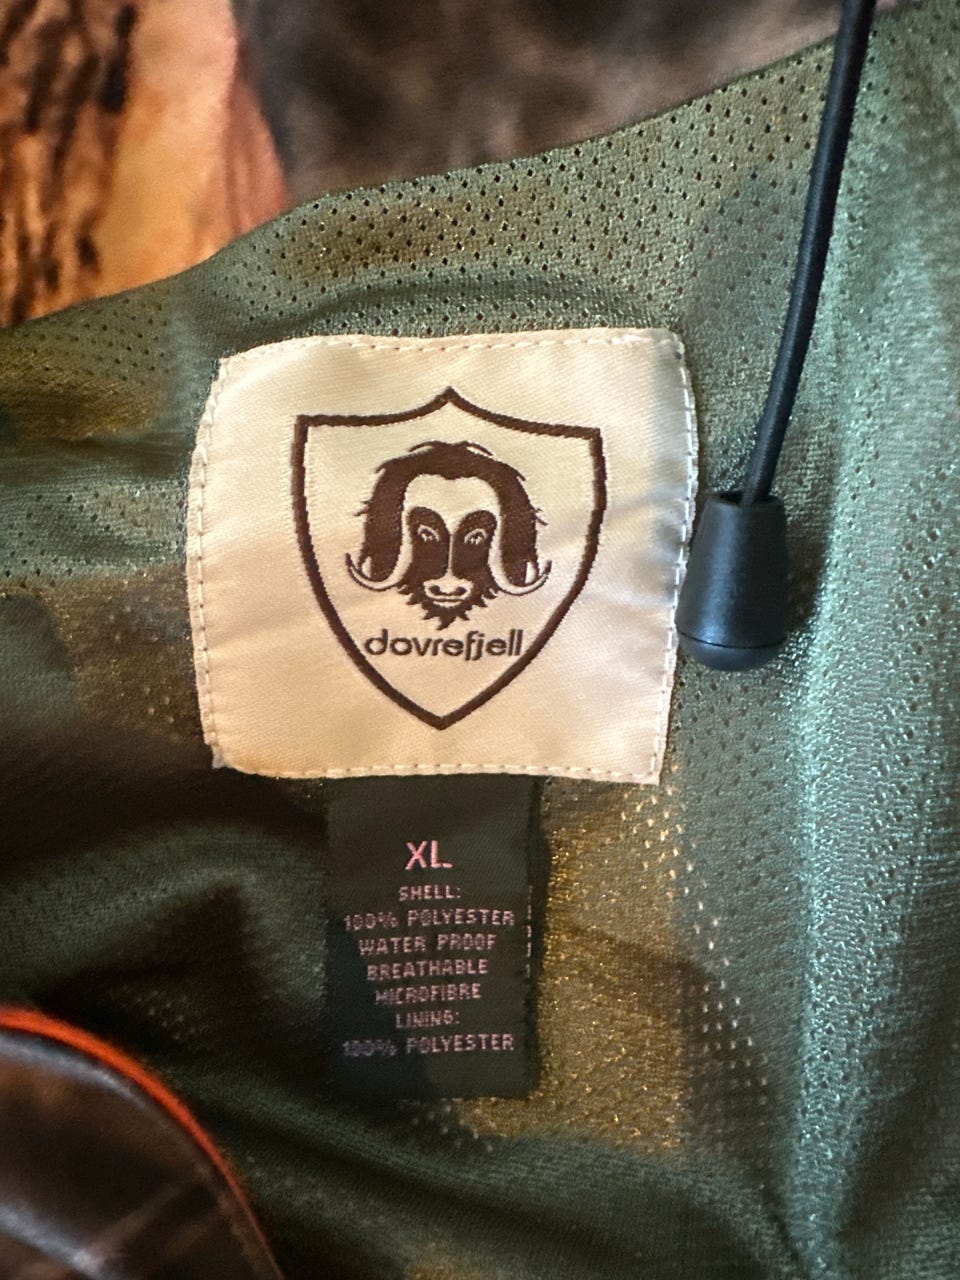 dovrefjell
XL
SHELL:
100% POLYESTER
WATER PROOF
BREATHABLE
MICROFIBRE
LINING:
100% POLYESTER